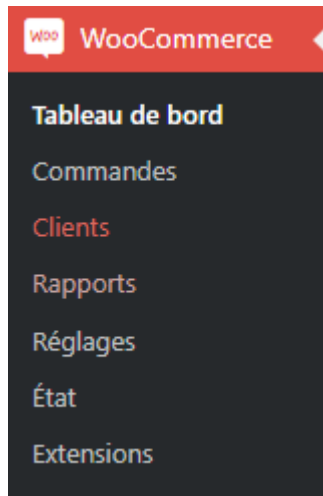 Woo WooCommerce
Tableau de bord
Commandes
Clients
Rapports
Réglages
État
Extensions